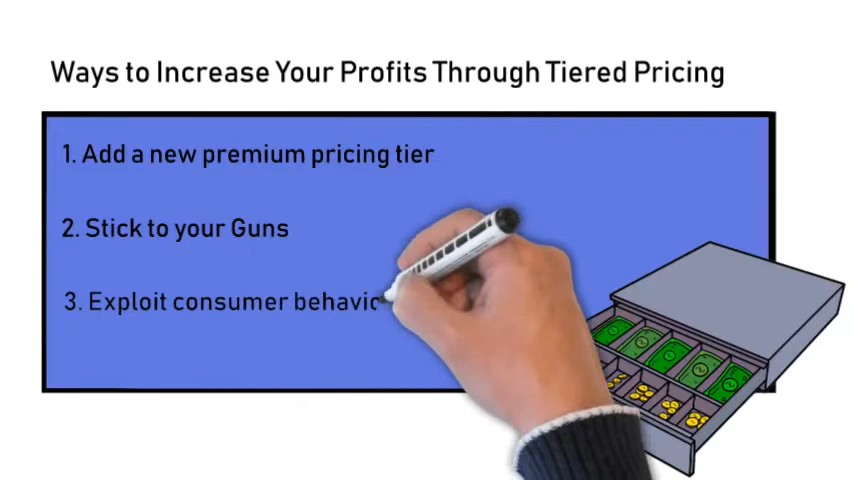 Ways to Increase Your Profits Through Tiered Pricing
1. Add a new premium pricing tier
2. Stick to your Guns
3. Exploit consumer behavio